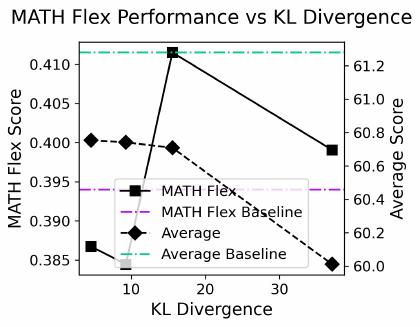 MATH Flex Performance vs KL Divergence
MATH Flex Score
0.410
0.405
0.400
0.395
0.390
0.385
61.2
61.0
60.8
60.6
60.4
60.2
60.0
Average Score
MATH Flex
MATH Flex Baseline
Average
Average Baseline
10
20
30
KL Divergence